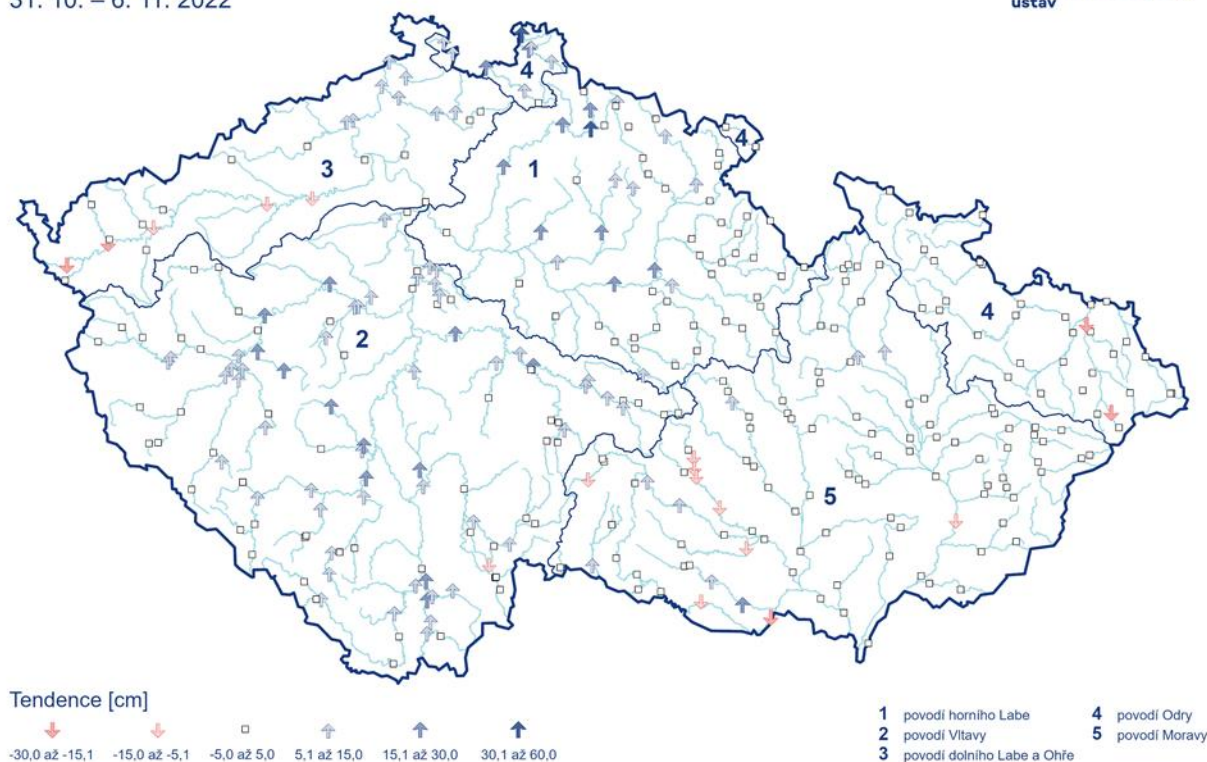 31. 10. – 6. 11. 2022
ústav
4
4
1
3
4
2
5
Tendence [cm]
-30,0 až -15,1
-15,0 až -5,1
-5,0 až 5,0
5,1 až 15,0
15,1 až 30,0
30,1 až 60,0
1 povodí horního Labe
2 povodí Vltavy
3 povodí dolního Labe a Ohře
4 povodí Odry
5 povodí Moravy